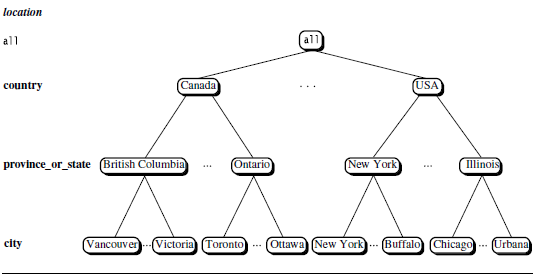 location
all all
country Canada ... USA
province_or_state British Columbia ... Ontario New York ... Illinois
city Vancouver ... Victoria Toronto ... Ottawa New York ... Buffalo Chicago ... Urbana